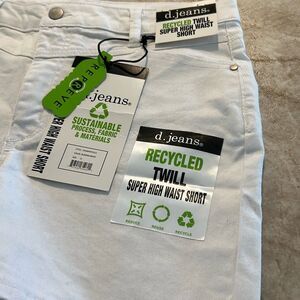 d.jeans®
RECYCLED TWILL
SUPER HIGH WAIST
SHORT
REPREVE
d.jeans®
SUSTAINABLE
PROCESS, FABRIC
& MATERIALS
HIGH WAIST SHORT
d.jeans®
RECYCLED
TWILL
SUPER HIGH WAIST SHORT
REDUCE
REUSE
RECYCLE